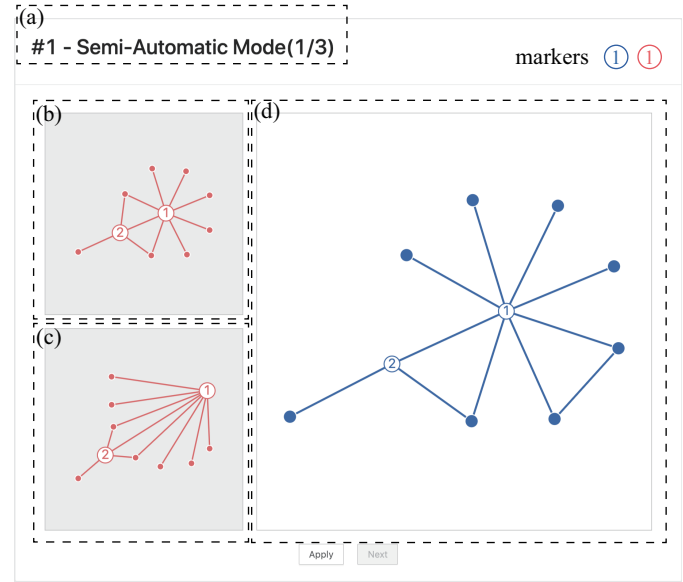 (a)
#1 - Semi-Automatic Mode(1/3)
markers 1 1
(b)
1
2
(c)
1
2
(d)
1
2
Apply Next